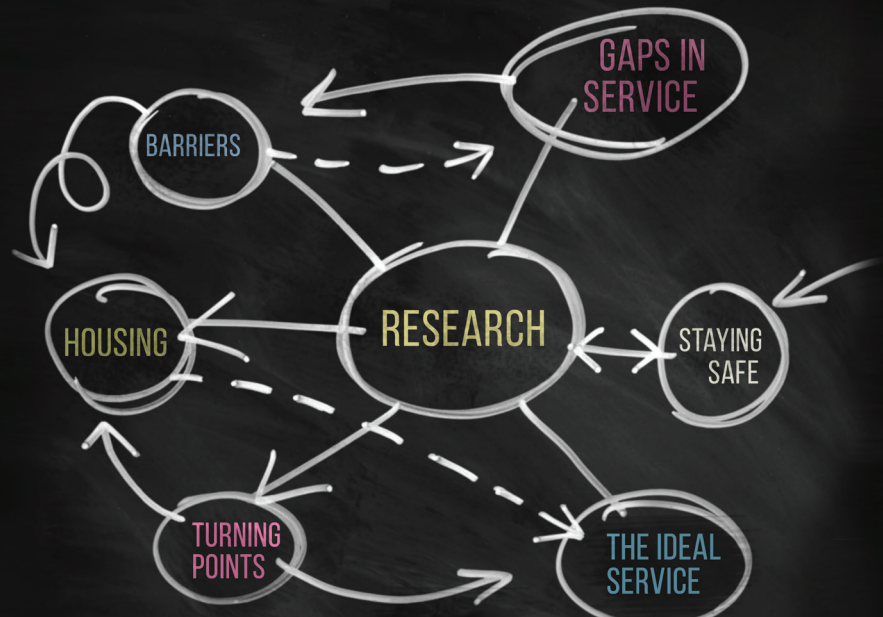 GAPS IN
SERVICE
BARRIERS
RESEARCH
HOUSING
STAYING
SAFE
TURNING
POINTS
THE IDEAL
SERVICE